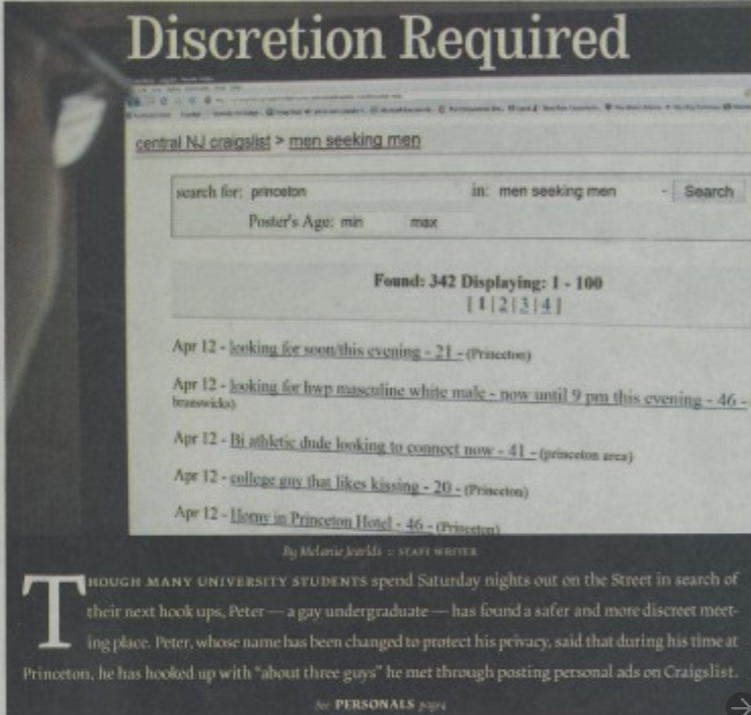 Discretion Required
central NJ craigslist > men seeking men
search for: princeton in: men seeking men - Search
Poster's Age: min max
Found: 342 Displaying: 1 - 100
[ 1 | 2 | 3 | 4 ]
Apr 12 - looking for soon/this evening - 21 - (Princeton)
Apr 12 - looking for hwp masculine white male - now until 9 pm this evening - 46 -
brunswicks)
Apr 12 - Bi athletic dude looking to connect now - 41 - (princeton area)
Apr 12 - college guy that likes kissing - 20 - (Princeton)
Apr 12 - Horny in Princeton Hotel - 46 - (Princeton)
By Melanie :: STAFF WRITER
THOUGH MANY UNIVERSITY STUDENTS spend Saturday nights out on the Street in search of
their next hook ups, Peter — a gay undergraduate — has found a safer and more discreet meet-
ing place. Peter, whose name has been changed to protect his privacy, said that during his time at
Princeton, he has hooked up with “about three guys” he met through posting personal ads on Craigslist.
See PERSONALS page